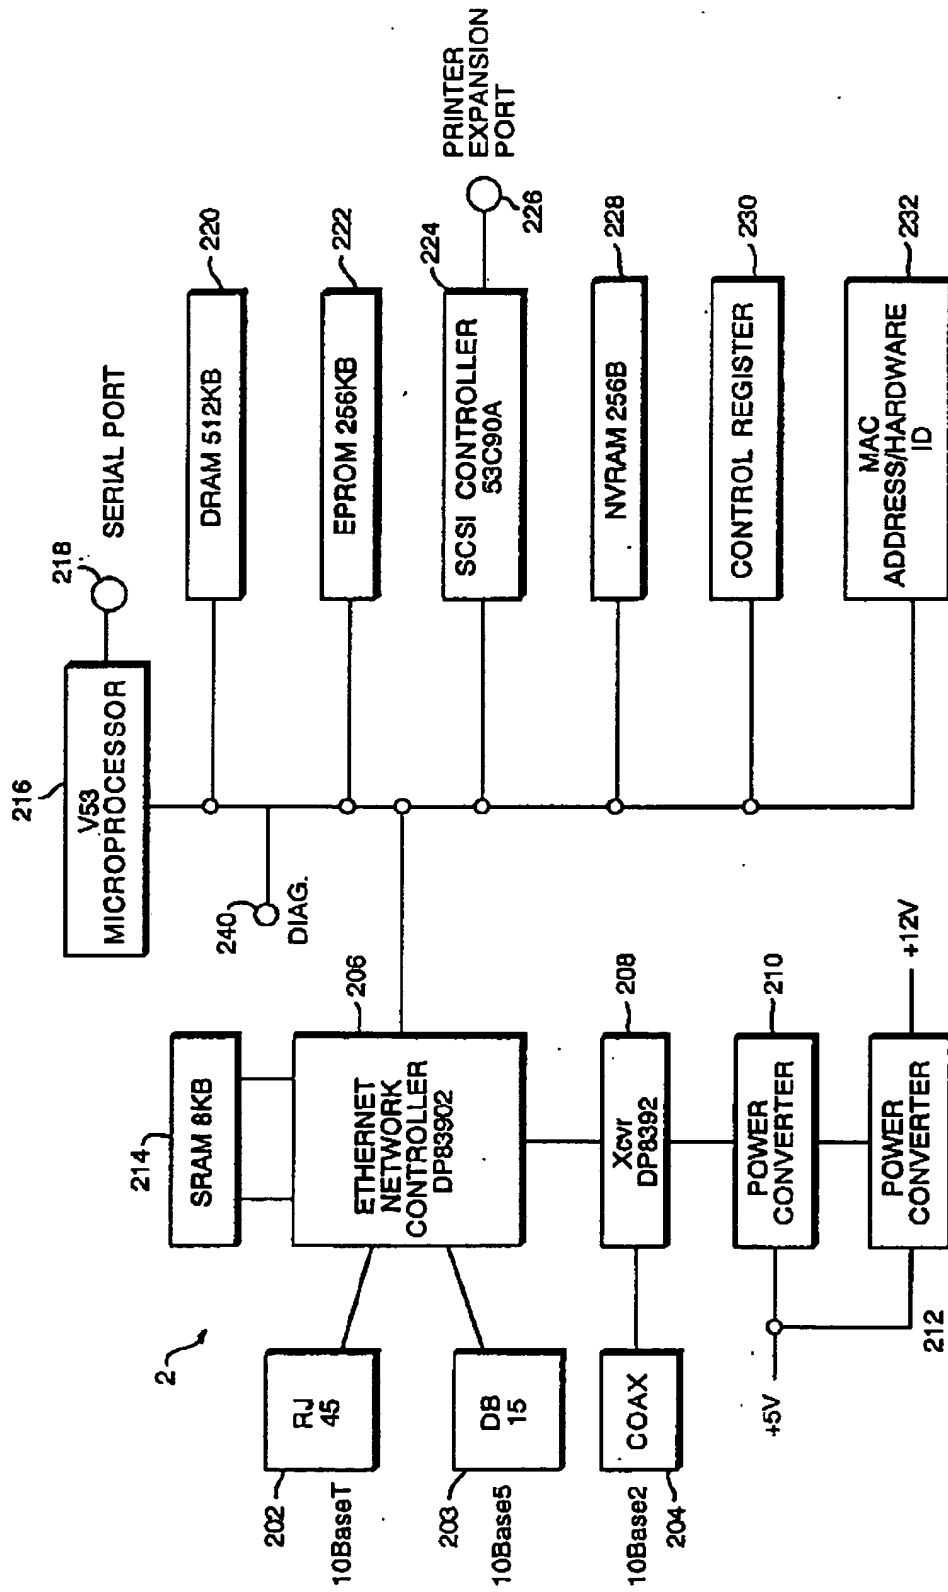 2
202
RJ
45
10BaseT
203
DB
15
10Base5
204
COAX
10Base2
214
SRAM 8KB
206
ETHERNET
NETWORK
CONTROLLER
DP83902
208
Xcvr
DP8392
210
POWER
CONVERTER
+5V
212
POWER
CONVERTER
+12V
216
V53
MICROPROCESSOR
218
SERIAL PORT
240
DIAG.
220
DRAM 512KB
222
EPROM 256KB
224
SCSI CONTROLLER
53C90A
226
PRINTER
EXPANSION
PORT
228
NVRAM 256B
230
CONTROL REGISTER
232
MAC
ADDRESS/HARDWARE
ID